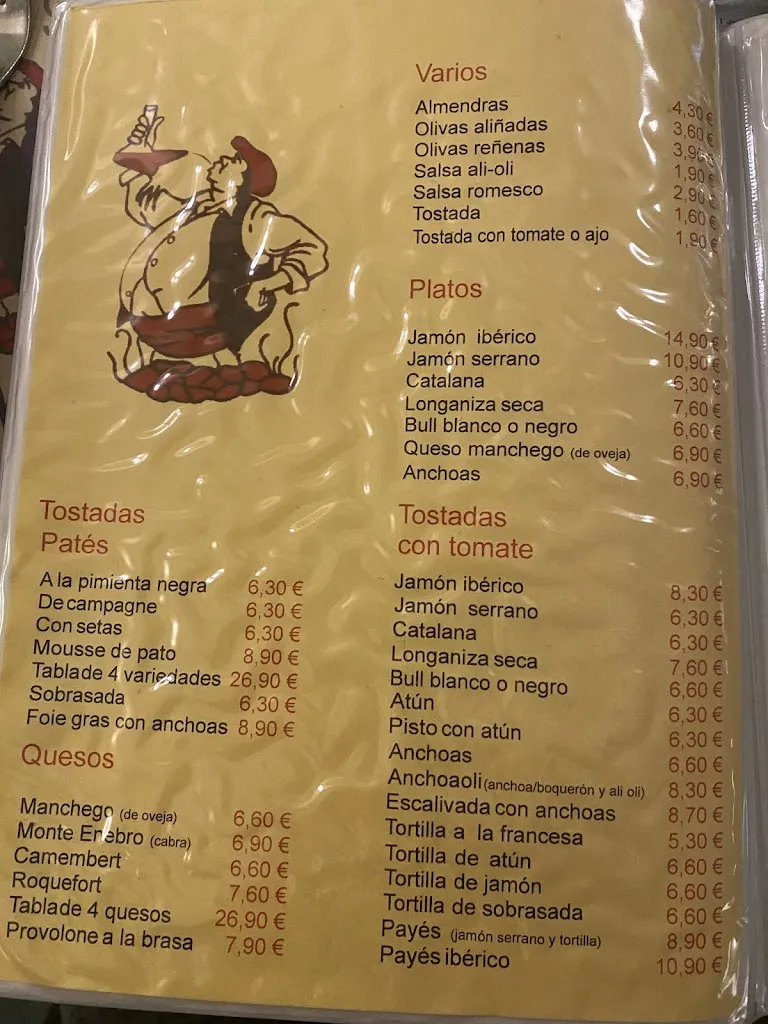 Varios
Almendras 4,30 €
Olivas aliñadas 3,60 €
Olivas reñenas 3,90 €
Salsa ali-oli 1,90 €
Salsa romesco 2,90 €
Tostada 1,60 €
Tostada con tomate o ajo 1,90 €
Platos
Jamón ibérico 14,90 €
Jamón serrano 10,90 €
Catalana 6,30 €
Longaniza seca 7,60 €
Bull blanco o negro 6,60 €
Queso manchego (de oveja) 6,90 €
Anchoas 6,90 €
Tostadas
Patés
A la pimienta negra 6,30 €
De campagne 6,30 €
Con setas 6,30 €
Mousse de pato 8,90 €
Tabla de 4 variedades 26,90 €
Sobrasada 6,30 €
Foie gras con anchoas 8,90 €
Quesos
Manchego (de oveja) 6,60 €
Monte Enebro (cabra) 6,90 €
Camembert 6,60 €
Roquefort 7,60 €
Tabla de 4 quesos 26,90 €
Provolone a la brasa 7,90 €
Tostadas
con tomate
Jamón ibérico 8,30 €
Jamón serrano 6,30 €
Catalana 6,30 €
Longaniza seca 7,60 €
Bull blanco o negro 6,60 €
Atún 6,30 €
Pisto con atún 6,30 €
Anchoas 6,60 €
Anchoaoli (anchoa/boquerón y ali oli) 8,30 €
Escalivada con anchoas 8,70 €
Tortilla a la francesa 5,30 €
Tortilla de atún 6,60 €
Tortilla de jamón 6,60 €
Tortilla de sobrasada 6,60 €
Payés (jamón serrano y tortilla) 8,90 €
Payés ibérico 10,90 €